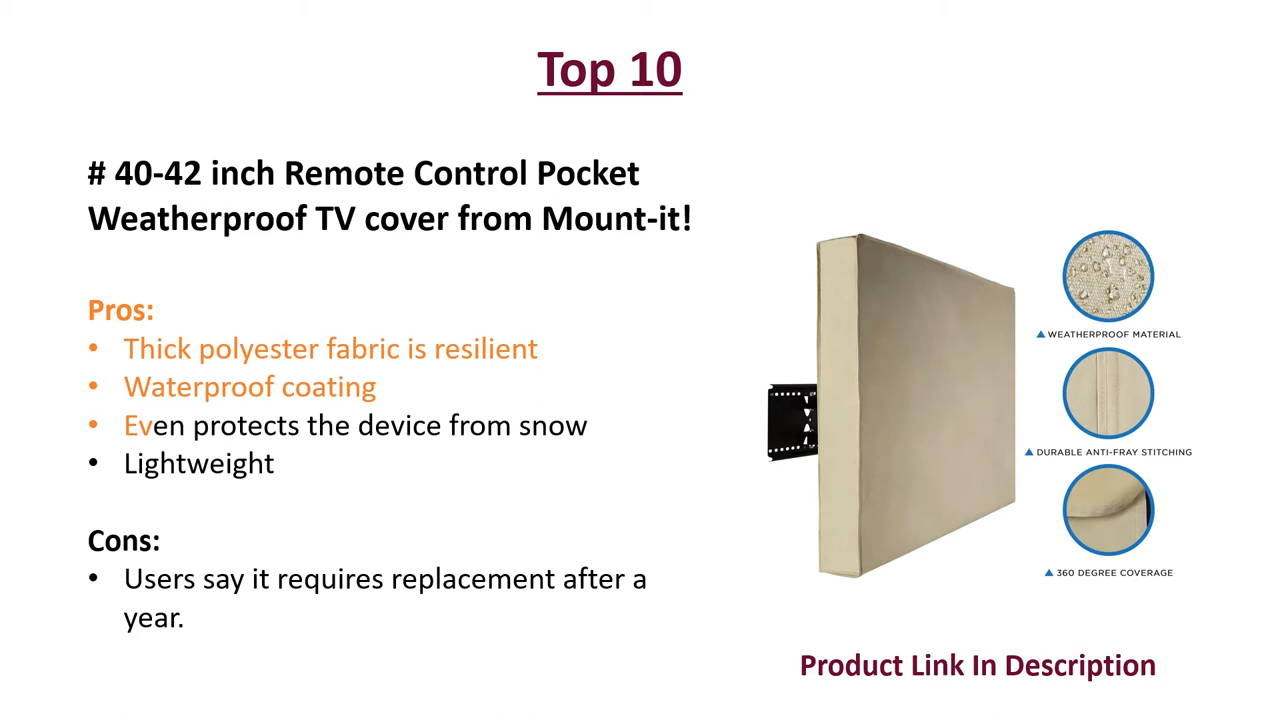 Top 10
# 40-42 inch Remote Control Pocket
Weatherproof TV cover from Mount-it!
Pros:
• Thick polyester fabric is resilient
• Waterproof coating
• Even protects the device from snow
• Lightweight
Cons:
• Users say it requires replacement after a
year.
WEATHERPROOF MATERIAL
DURABLE ANTI-FRAY STITCHING
360 DEGREE COVERAGE
Product Link In Description